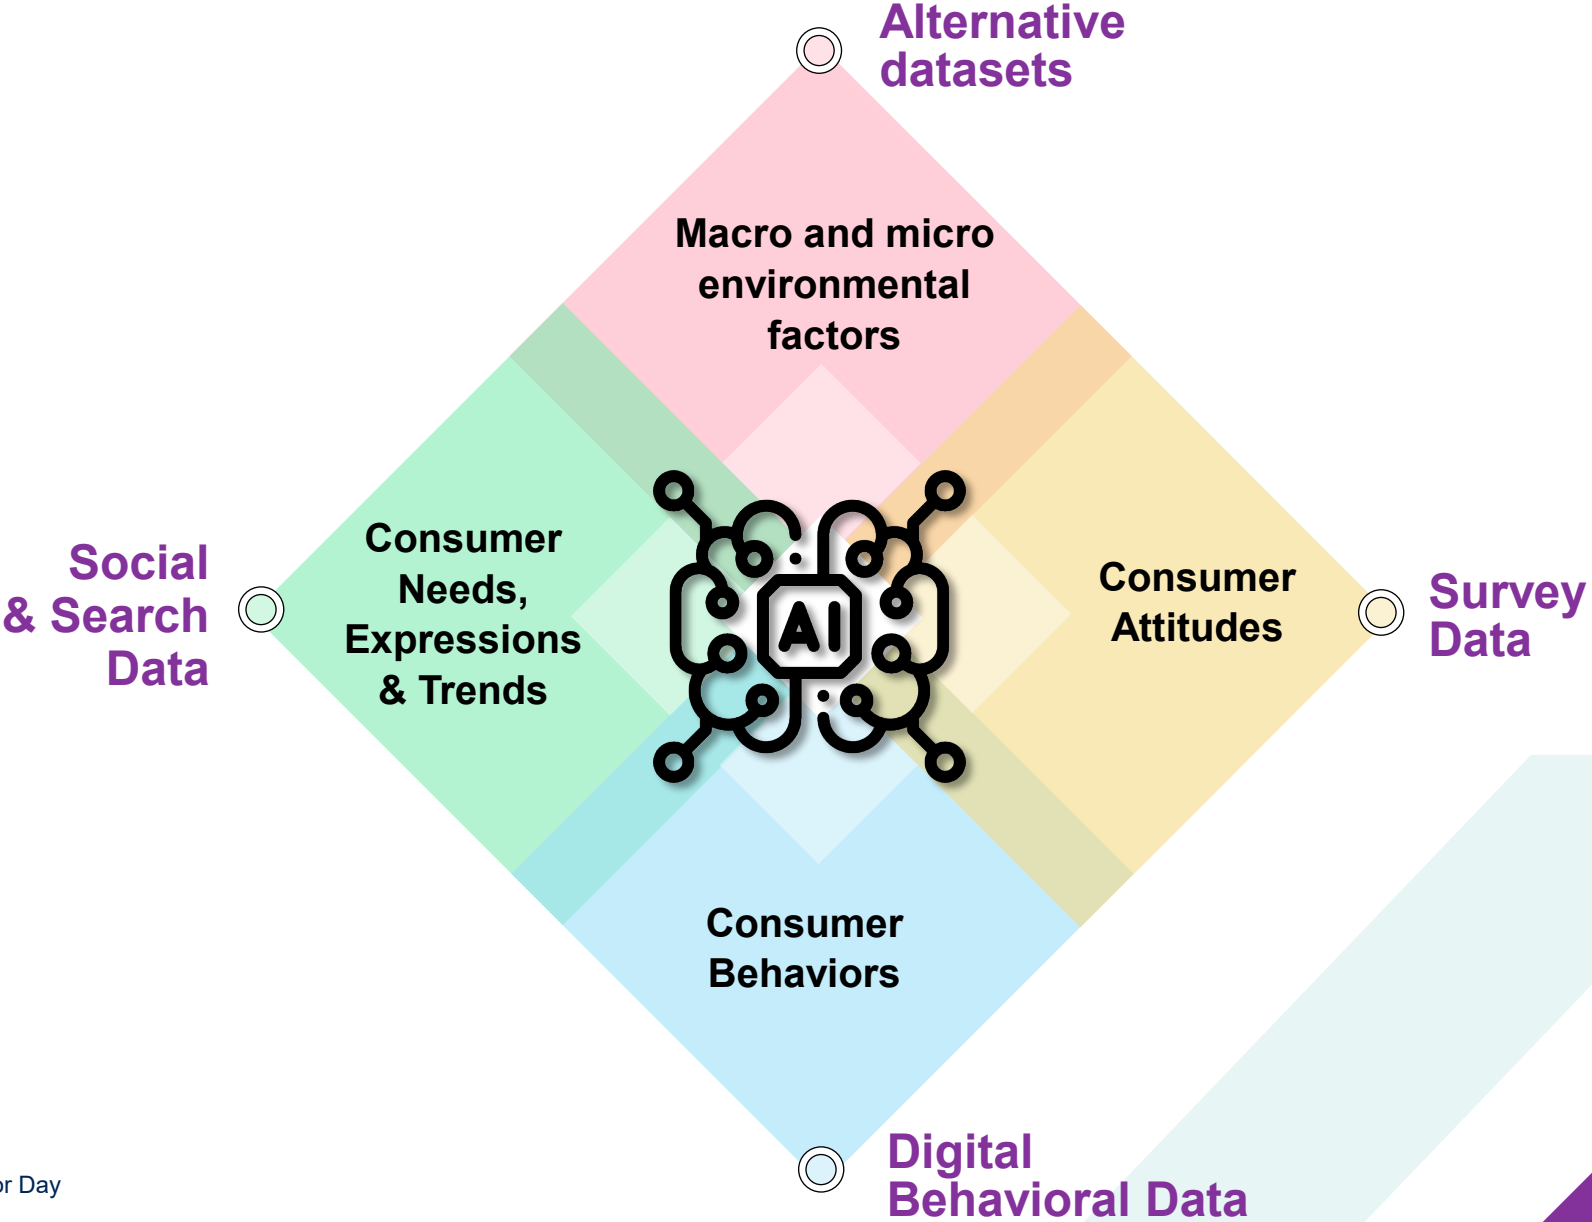 Alternative
datasets
Macro and micro
environmental
factors
Social
& Search
Data
Consumer
Needs,
Expressions
& Trends
AI
Consumer
Attitudes
Survey
Data
Consumer
Behaviors
Digital
Behavioral Data
Day